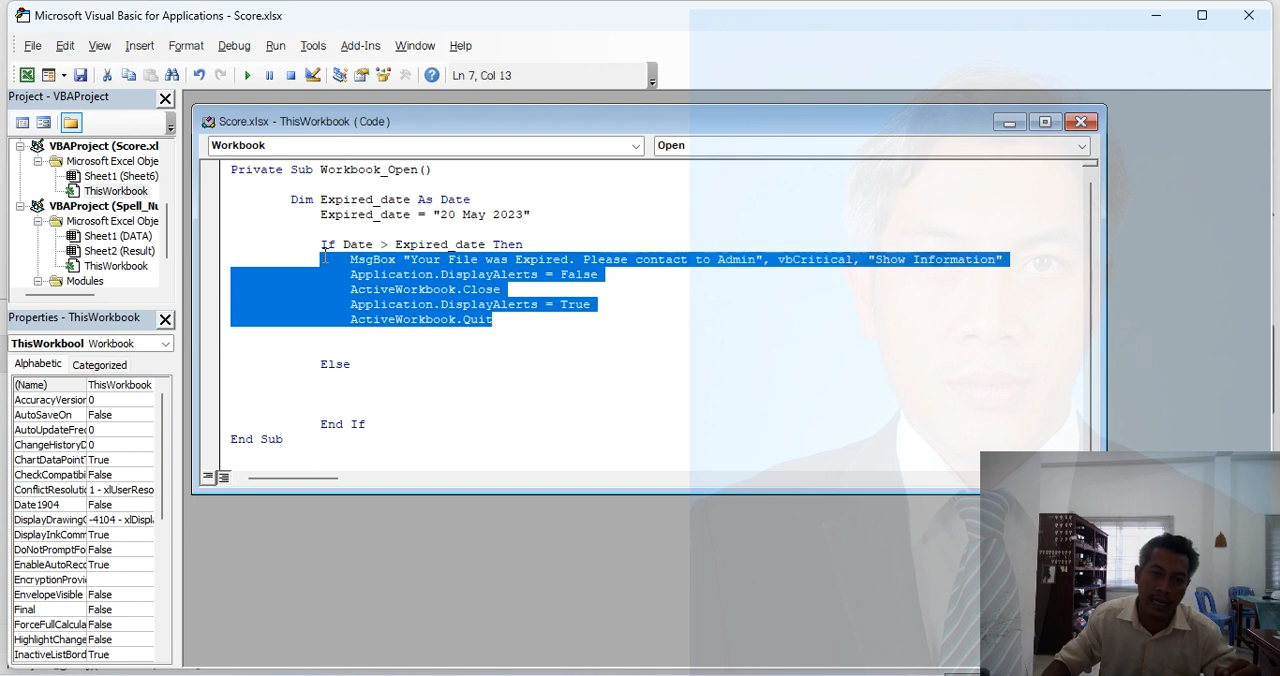 Microsoft Visual Basic for Applications - Score.xlsx
File Edit View Insert Format Debug Run Tools Add-Ins Window Help
Ln 7, Col 13
Project - VBAProject
VBAProject (Score.xl
Microsoft Excel Obje
Sheet1 (Sheet6)
ThisWorkbook
VBAProject (Spell_Nu
Microsoft Excel Obje
Sheet1 (DATA)
Sheet2 (Result)
ThisWorkbook
Modules
Properties - ThisWorkbook
ThisWorkbool Workbook
Alphabetic Categorized
(Name) ThisWorkbook
AccuracyVersior 0
AutoSaveOn False
AutoUpdateFrec 0
ChangeHistoryD 0
ChartDataPoint True
CheckCompatibi False
ConflictResolutic 1 - xlUserReso
Date1904 False
DisplayDrawingC -4104 - xlDispl
DisplayInkComm True
DoNotPromptFo False
EnableAutoReco True
EncryptionProvi
EnvelopeVisible False
Final False
ForceFullCalcula False
HighlightChange False
InactiveListBord True
Score.xlsx - ThisWorkbook (Code)
Workbook Open
Private Sub Workbook_Open()
Dim Expired_date As Date
Expired_date = "20 May 2023"
If Date > Expired_date Then
MsgBox "Your File was Expired. Please contact to Admin", vbCritical, "Show Information"
Application.DisplayAlerts = False
ActiveWorkbook.Close
Application.DisplayAlerts = True
ActiveWorkbook.Quit
Else
End If
End Sub